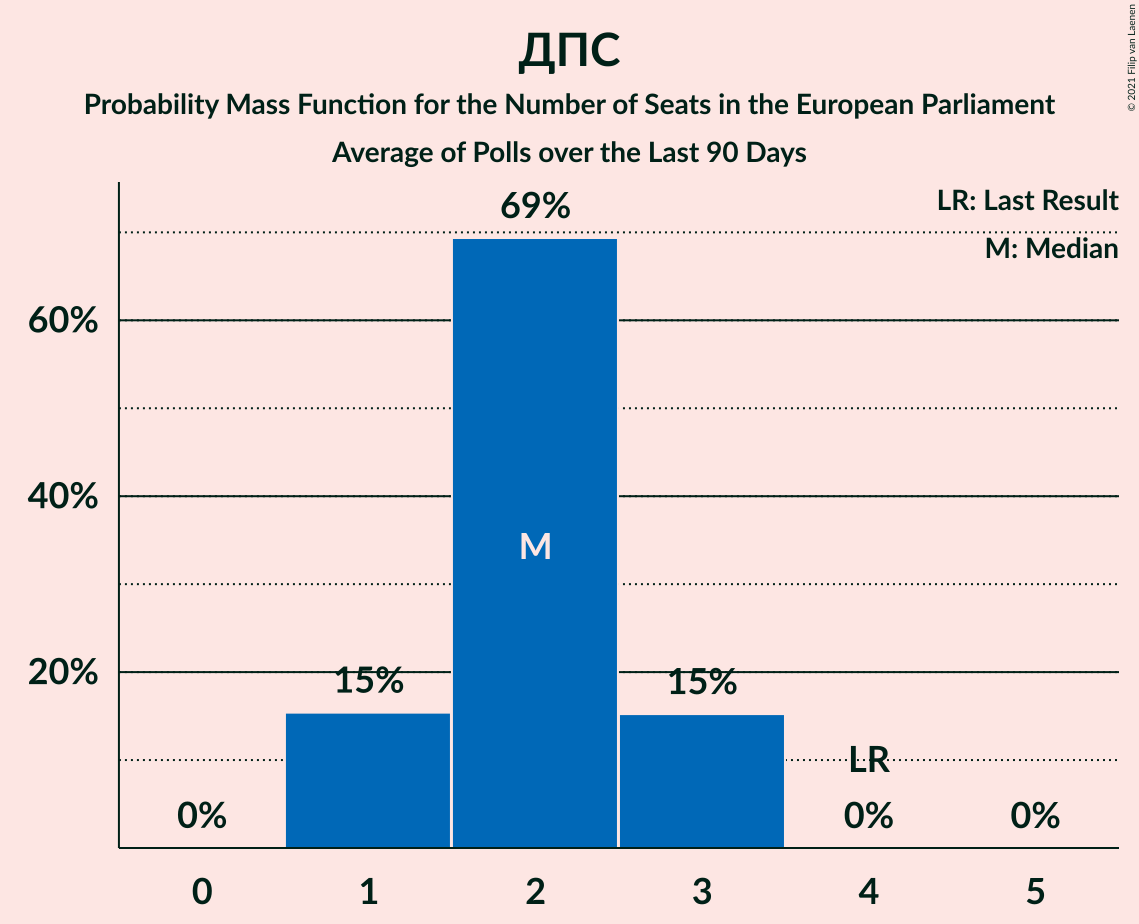 ДПС
Probability Mass Function for the Number of Seats in the European Parliament
Average of Polls over the Last 90 Days
© 2021 Filip van Laenen
LR: Last Result
M: Median
69%
60%
40%
M
20%
15%
15%
LR
0%
0%
0%
0 1 2 3 4 5